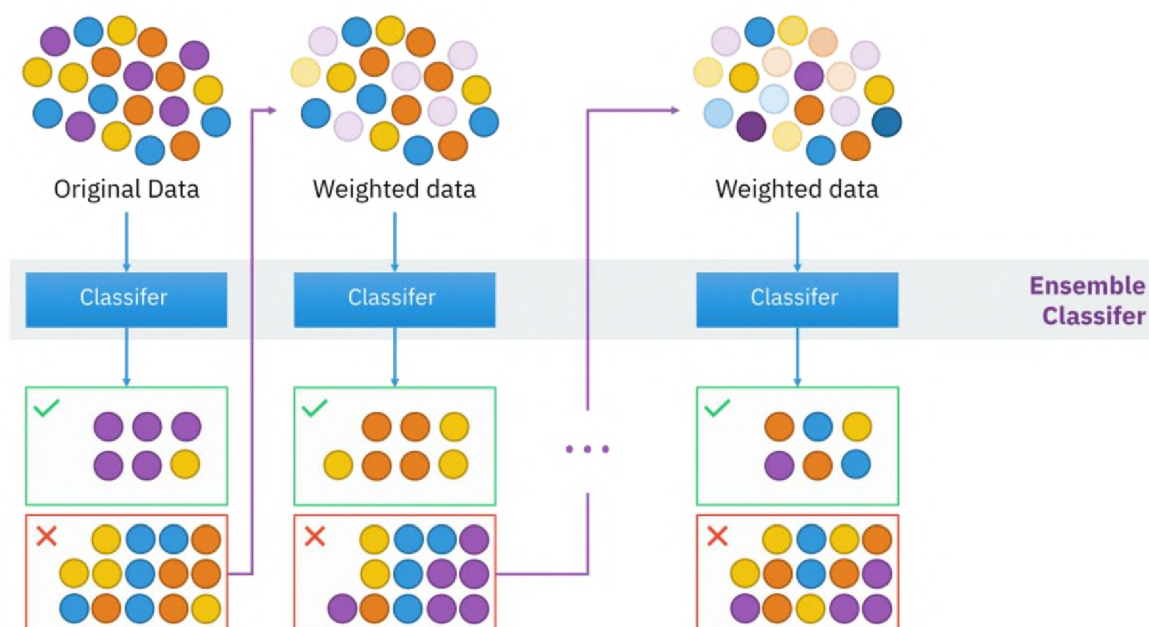 Original Data
Weighted data
Weighted data
Classifer
Classifer
Classifer
Ensemble
Classifer